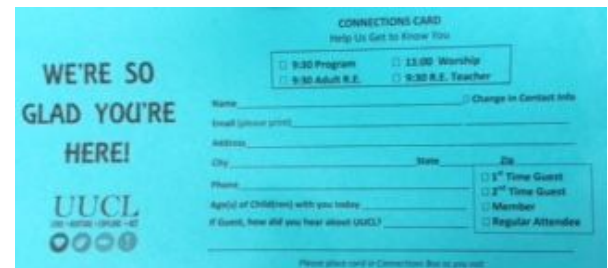 WE'RE SO
GLAD YOU'RE
HERE!
UUCL
CONNECTIONS CARD
Help Us Get to Know You
☐ 9:30 Program ☐ 11:00 Worship
☐ 9:30 Adult R.E. ☐ 9:30 R.E. Teacher
Name ☐ Change in Contact Info
Email (please print)
Address
City State Zip
Phone
Age(s) of Child(ren) with you today
If Guest, how did you hear about UUCL?
☐ 1st Time Guest
☐ 2nd Time Guest
☐ Member
☐ Regular Attendee
Please place card in Connections Box as you exit